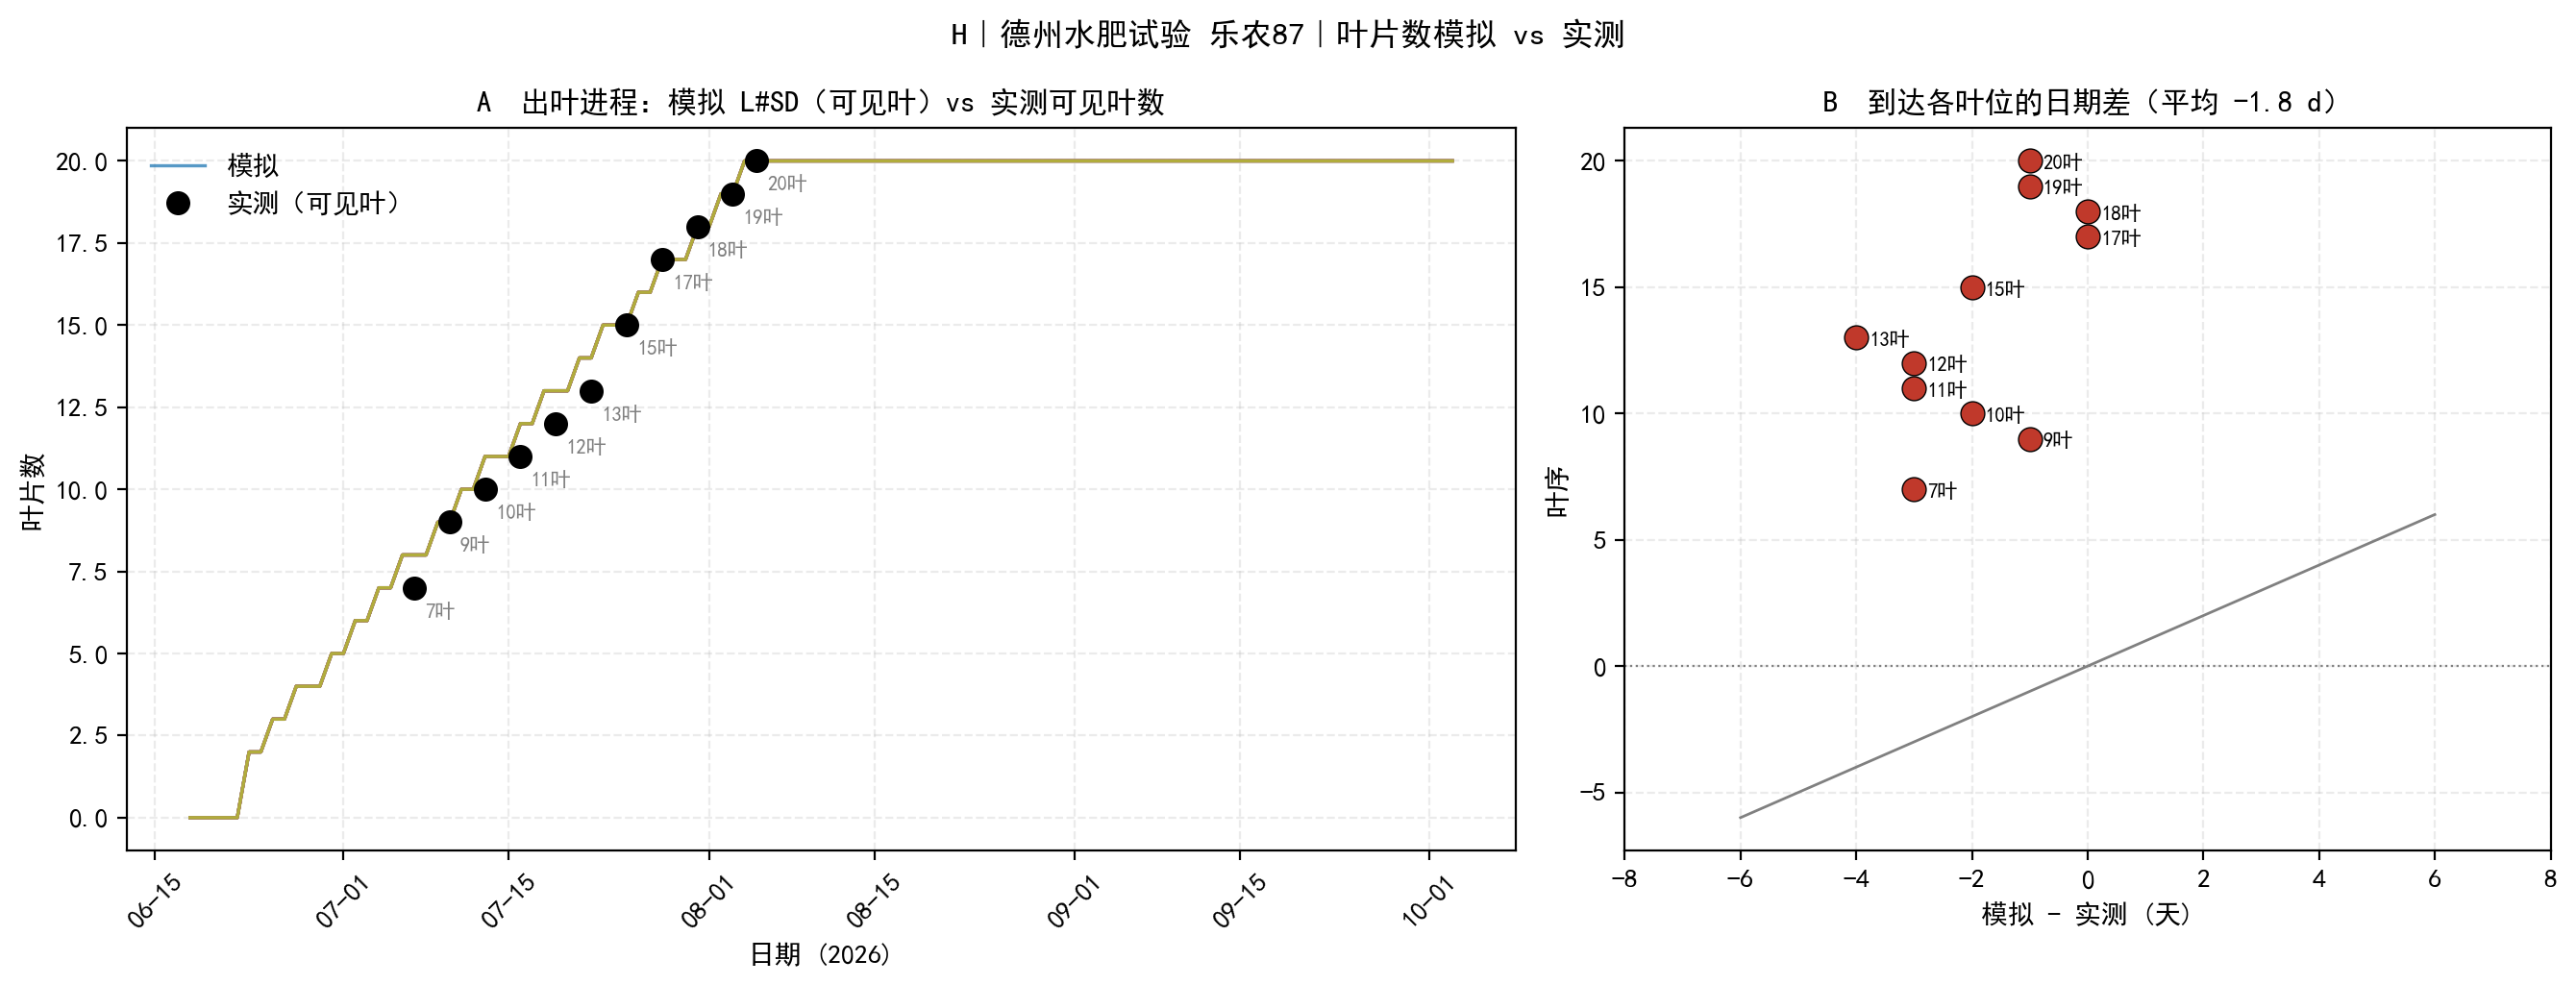 H｜德州水肥试验 乐农87｜叶片数模拟 vs 实测
A 出叶进程：模拟 L#SD（可见叶）vs 实测可见叶数
模拟
实测（可见叶）
20.0
17.5
15.0
12.5
10.0
7.5
5.0
2.5
0.0
叶片数
20叶
19叶
18叶
17叶
15叶
13叶
12叶
11叶
10叶
9叶
7叶
06-15
07-01
07-15
08-01
08-15
09-01
09-15
10-01
日期 (2026)
B 到达各叶位的日期差（平均 -1.8 d）
20
15
10
5
0
-5
叶序
20叶
19叶
18叶
17叶
15叶
13叶
12叶
11叶
10叶
9叶
7叶
-8
-6
-4
-2
0
2
4
6
8
模拟 - 实测 (天)